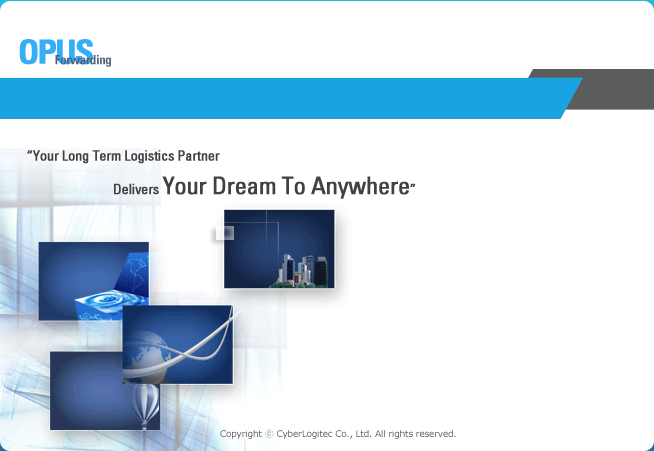 OPUS
Forwarding
“Your Long Term Logistics Partner
Delivers Your Dream To Anywhere”
Copyright ⓒ CyberLogitec Co., Ltd. All rights reserved.